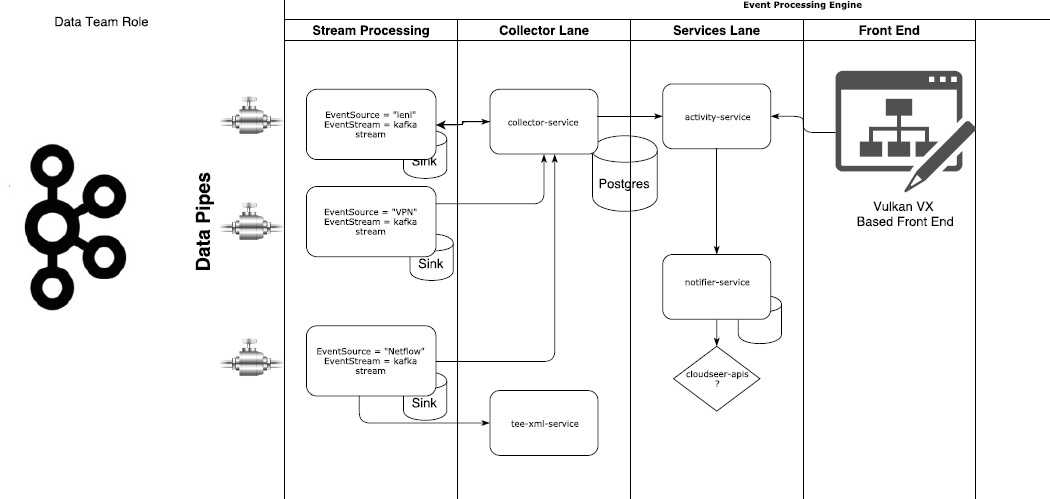 Data Team Role
Event Processing Engine
Stream Processing
Collector Lane
Services Lane
Front End
Data Pipes
EventSource = "lenl"
EventStream = kafka
stream
Sink
EventSource = "VPN"
EventStream = kafka
stream
Sink
EventSource = "Netflow"
EventStream = kafka
stream
Sink
collector-service
Postgres
tee-xml-service
activity-service
notifier-service
cloudseer-apis
?
Vulkan VX
Based Front End